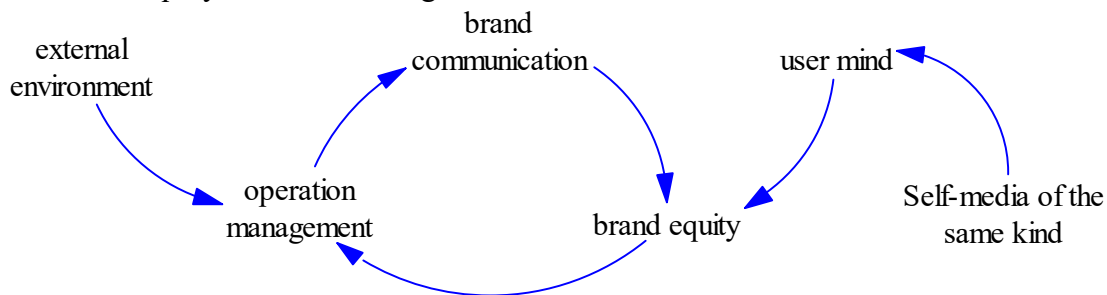 brand
external
communication
user mind
environment
operation
management
Self-media of the
same kind
brand equity